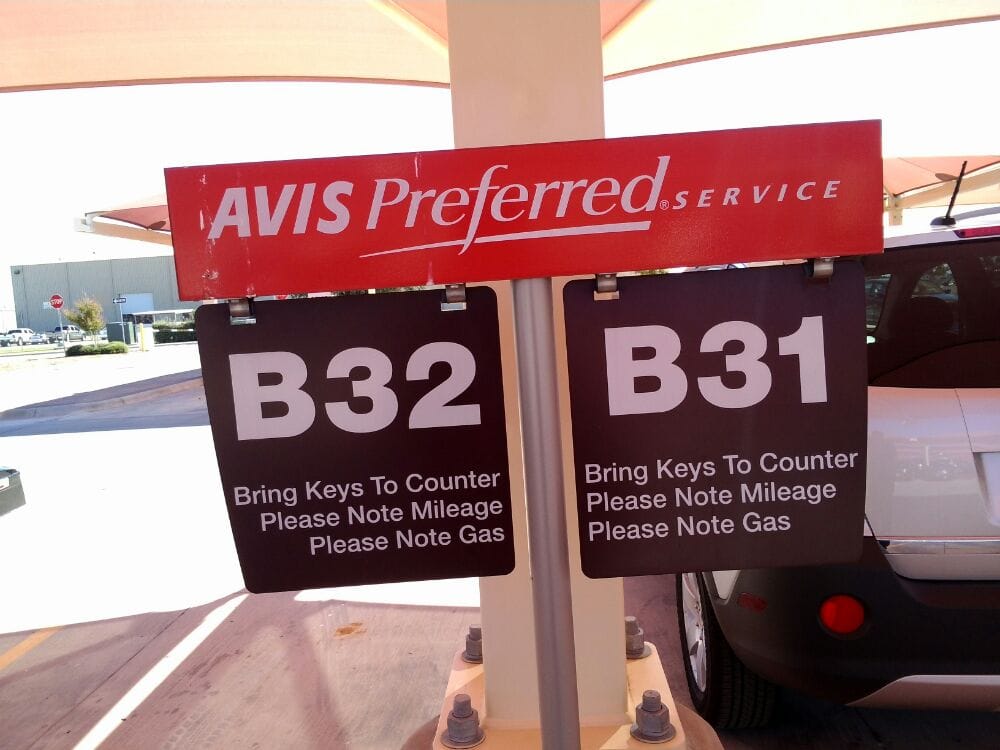 AVIS Preferred® SERVICE
B32
Bring Keys To Counter
Please Note Mileage
Please Note Gas
B31
Bring Keys To Counter
Please Note Mileage
Please Note Gas
STOP